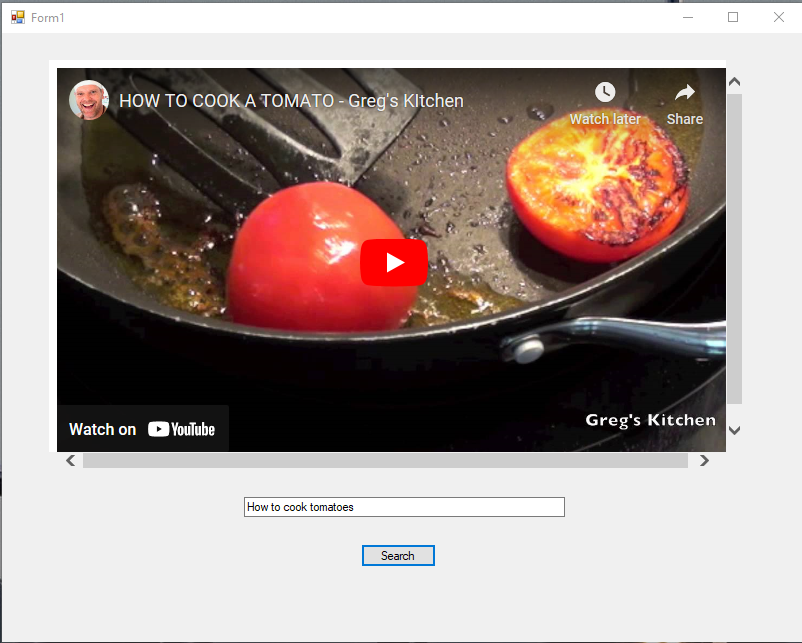 Form1
HOW TO COOK A TOMATO - Greg's KItchen
Watch later
Share
Greg's Kitchen
Watch on YouTube
How to cook tomatoes
Search